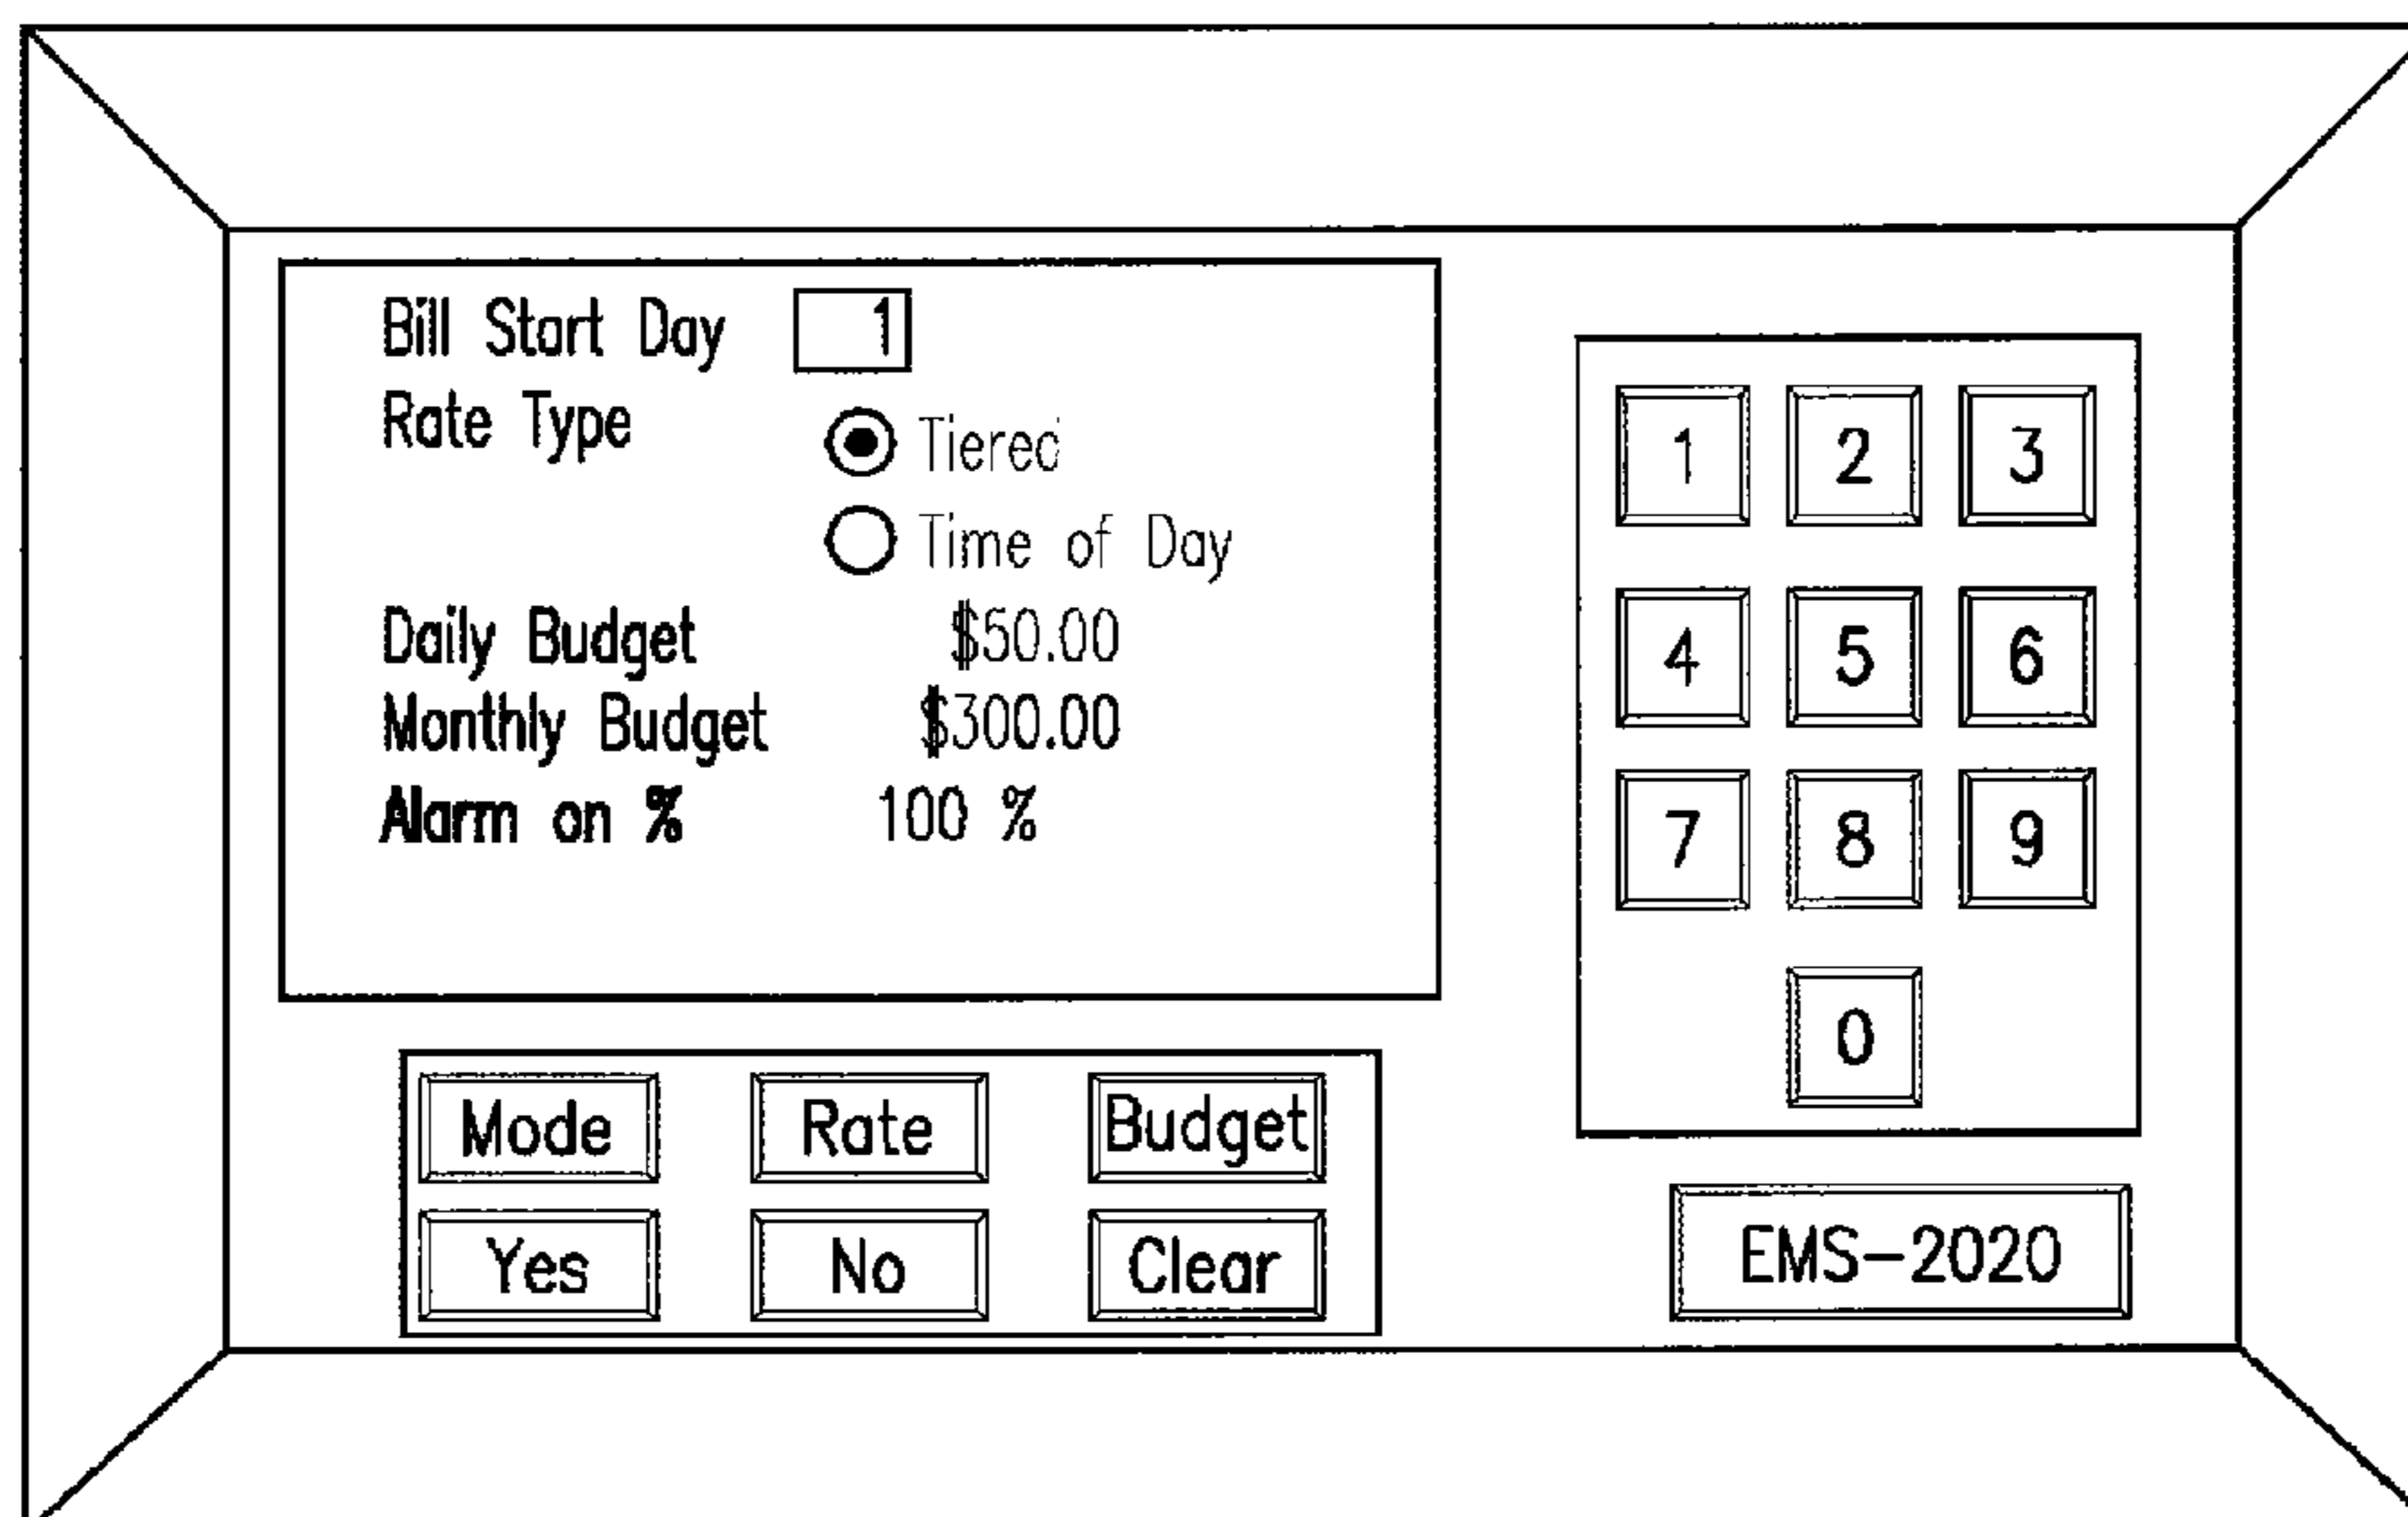 Bill Start Day 1
Rate Type
Tiered
Time of Day
Daily Budget $50.00
Monthly Budget $300.00
Alarm on % 100 %
1 2 3
4 5 6
7 8 9
0
Mode Rate Budget
Yes No Clear
EMS-2020